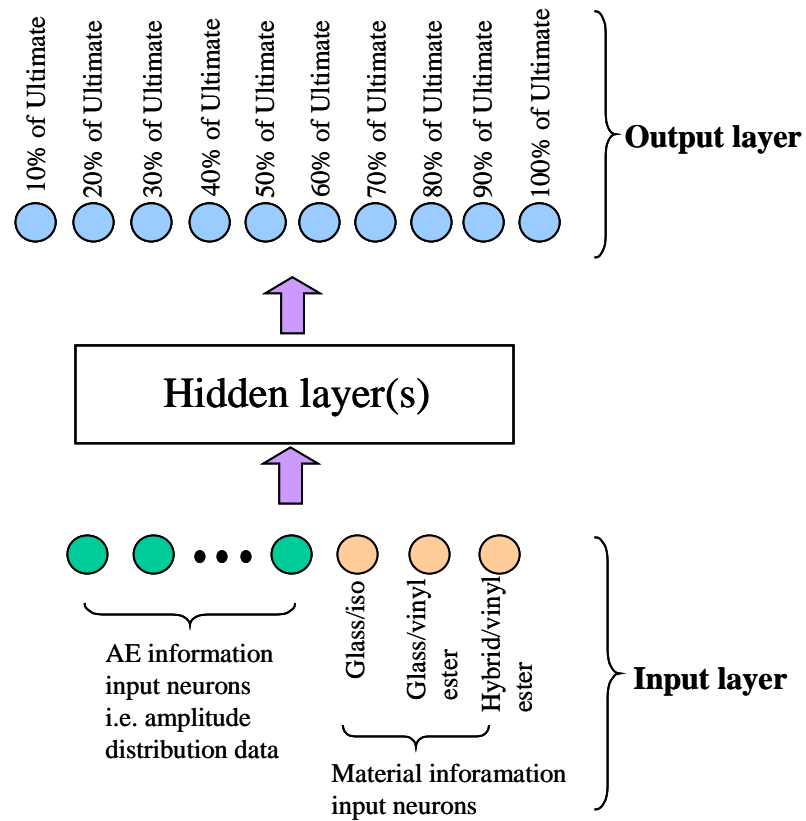 10% of Ultimate
20% of Ultimate
30% of Ultimate
40% of Ultimate
50% of Ultimate
60% of Ultimate
70% of Ultimate
80% of Ultimate
90% of Ultimate
100% of Ultimate
Output layer
Hidden layer(s)
Glass/iso
Glass/vinyl
ester
Hybrid/vinyl
ester
AE information
input neurons
i.e. amplitude
distribution data
Input layer
Material inforamation
input neurons